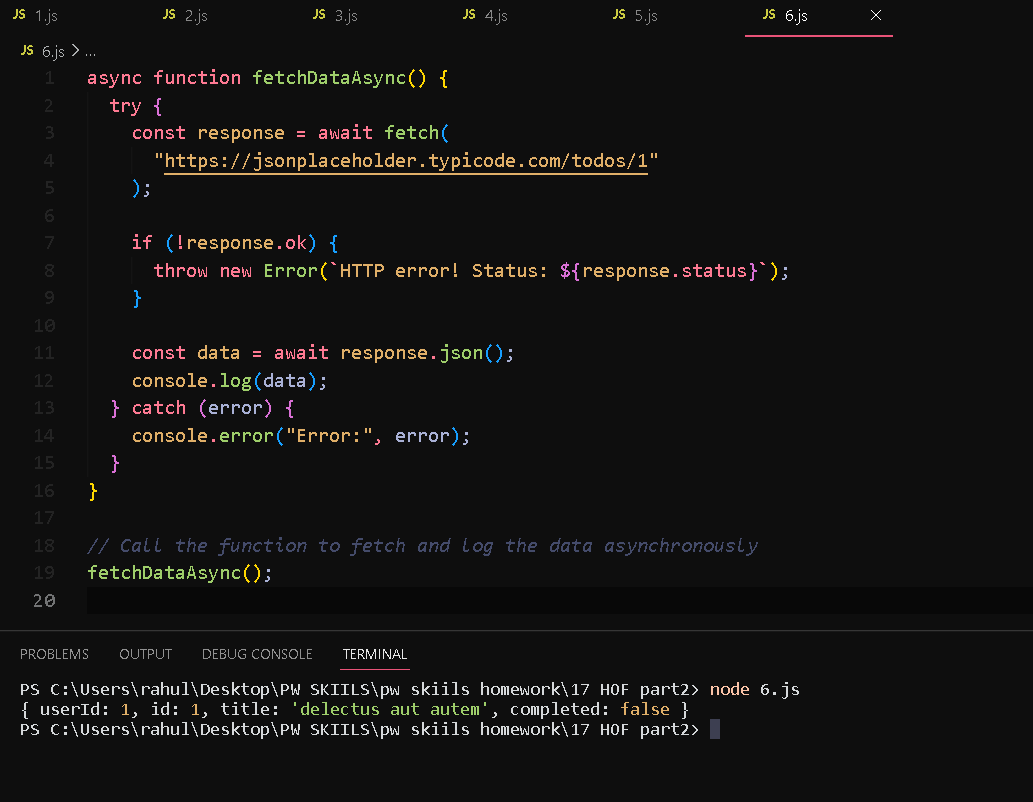 JS 1.js JS 2.js JS 3.js JS 4.js JS 5.js JS 6.js ×
JS 6.js > ...
1 async function fetchDataAsync() {
2 try {
3 const response = await fetch(
4 "https://jsonplaceholder.typicode.com/todos/1"
5 );
6
7 if (!response.ok) {
8 throw new Error(`HTTP error! Status: ${response.status}`);
9 }
10
11 const data = await response.json();
12 console.log(data);
13 } catch (error) {
14 console.error("Error:", error);
15 }
16 }
17
18 // Call the function to fetch and log the data asynchronously
19 fetchDataAsync();
20
PROBLEMS OUTPUT DEBUG CONSOLE TERMINAL
PS C:\Users\rahul\Desktop\PW SKIILS\pw skiils homework\17 HOF part2> node 6.js
{ userId: 1, id: 1, title: 'delectus aut autem', completed: false }
PS C:\Users\rahul\Desktop\PW SKIILS\pw skiils homework\17 HOF part2>